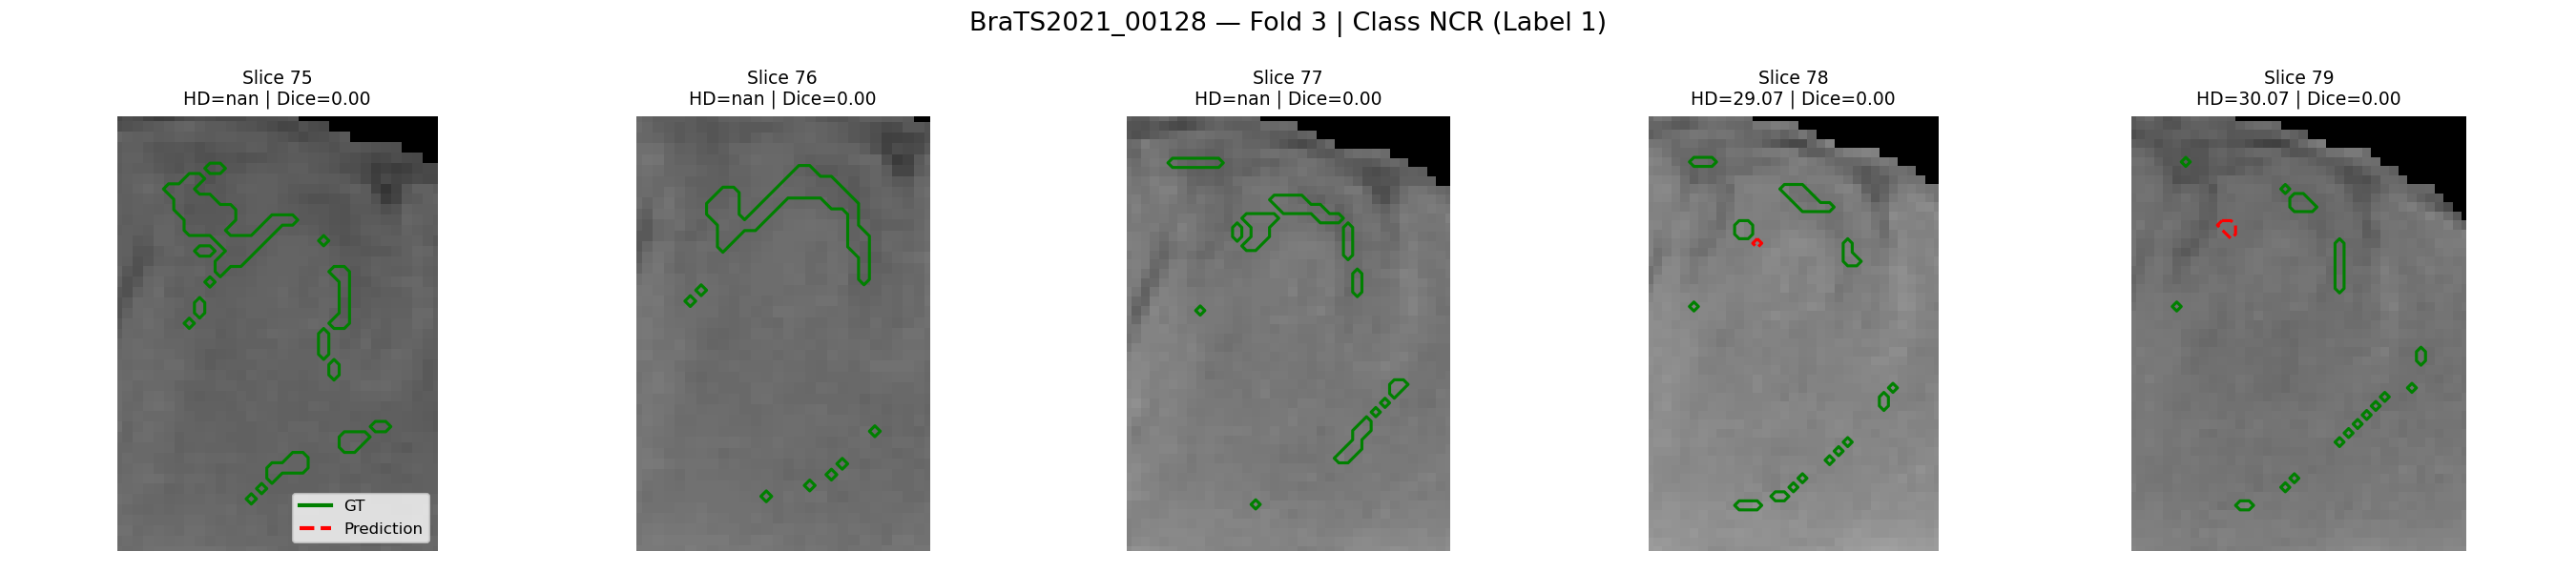 BraTS2021_00128 — Fold 3 | Class NCR (Label 1)
Slice 75
HD=nan | Dice=0.00
Slice 76
HD=nan | Dice=0.00
Slice 77
HD=nan | Dice=0.00
Slice 78
HD=29.07 | Dice=0.00
Slice 79
HD=30.07 | Dice=0.00
GT
Prediction